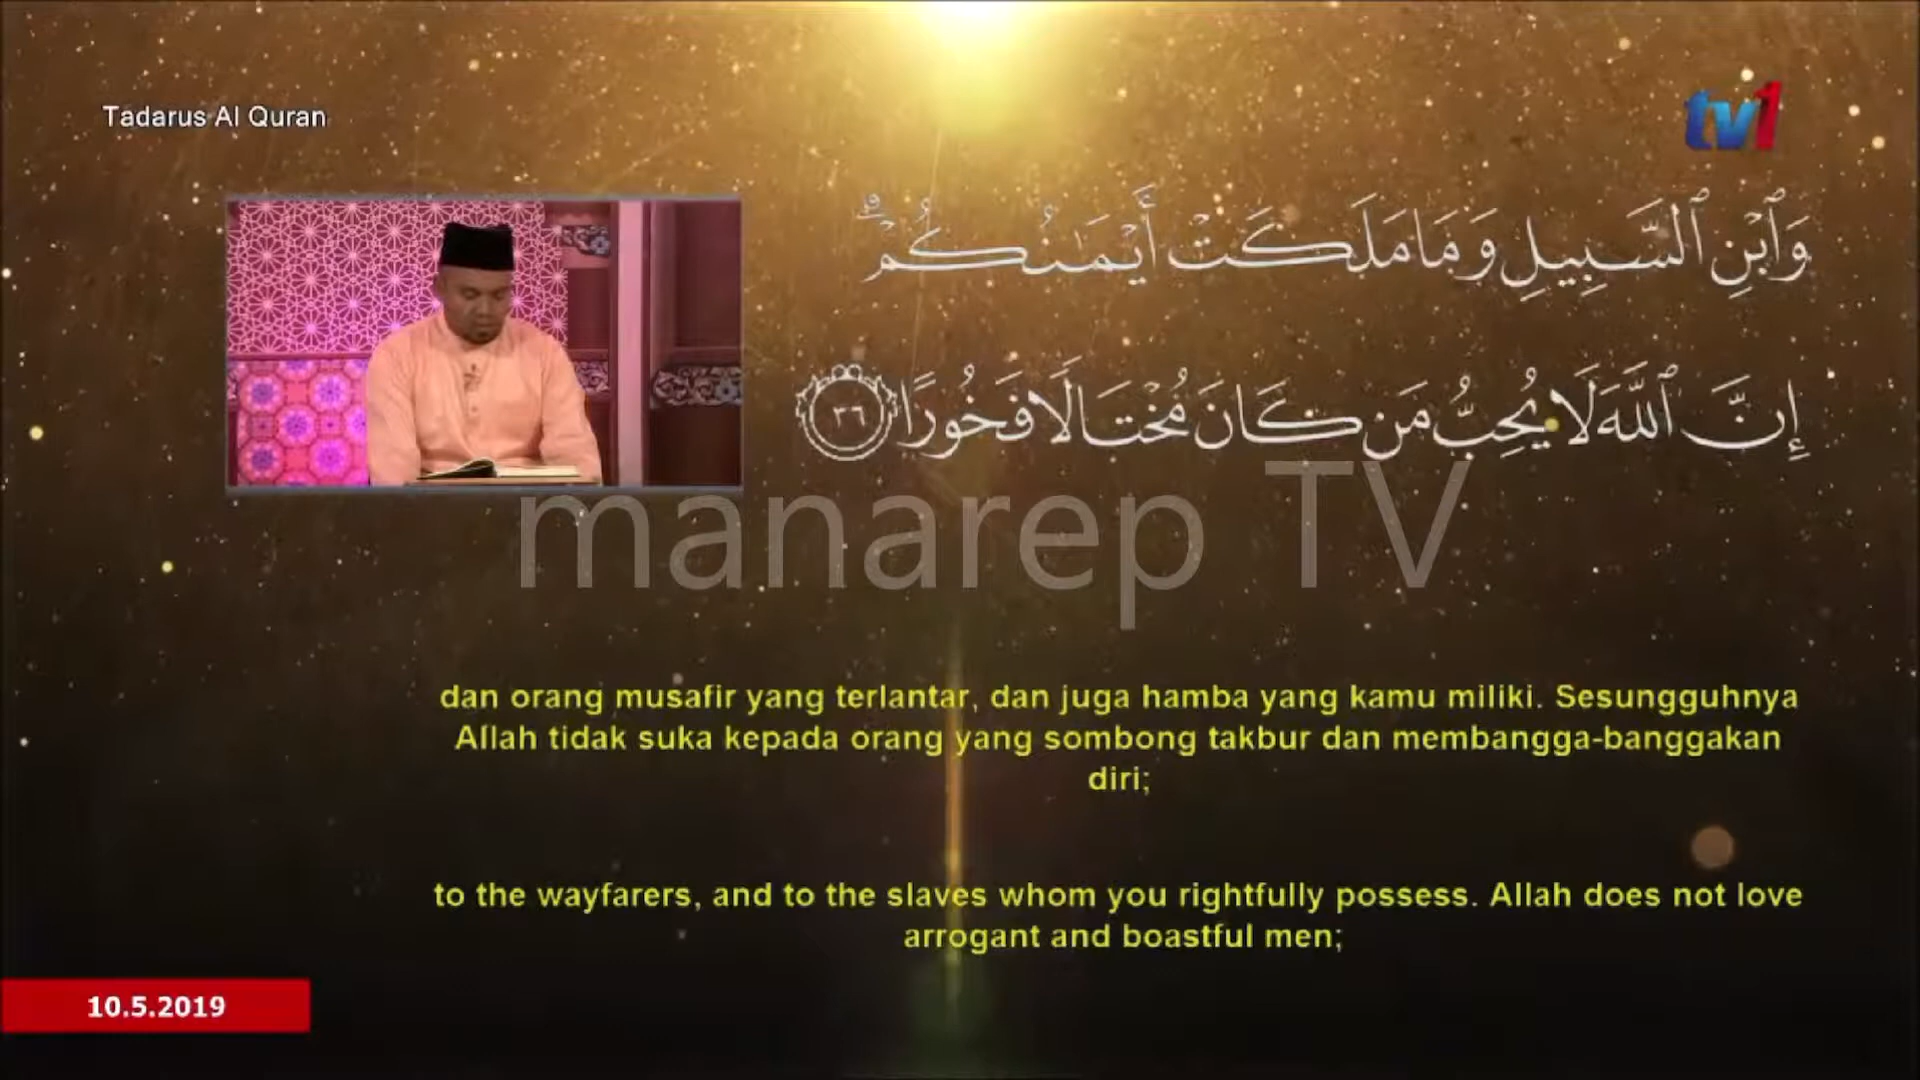 Tadarus Al Quran
tv1
وَٱبْنِ ٱلسَّبِيلِ وَمَا مَلَكَتْ أَيْمَـٰنُكُمْ ۗ
إِنَّ ٱللَّهَ لَا يُحِبُّ مَن كَانَ مُخْتَالًا فَخُورًا ٣٦
manarep TV
dan orang musafir yang terlantar, dan juga hamba yang kamu miliki. Sesungguhnya
Allah tidak suka kepada orang yang sombong takbur dan membangga-banggakan
diri;
to the wayfarers, and to the slaves whom you rightfully possess. Allah does not love
arrogant and boastful men;
10.5.2019